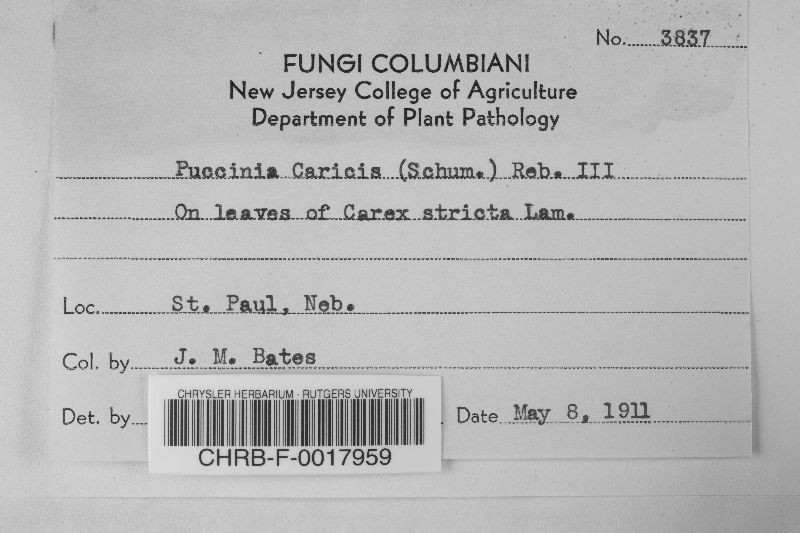 No. 3837
FUNGI COLUMBIANI
New Jersey College of Agriculture
Department of Plant Pathology
Puccinia Caricis (Schum.) Reb. III
On leaves of Carex stricta Lam.
Loc. St. Paul, Neb.
Col. by J. M. Bates
Det. by
Date May 8, 1911
CHRYSLER HERBARIUM - RUTGERS UNIVERSITY
CHRB-F-0017959